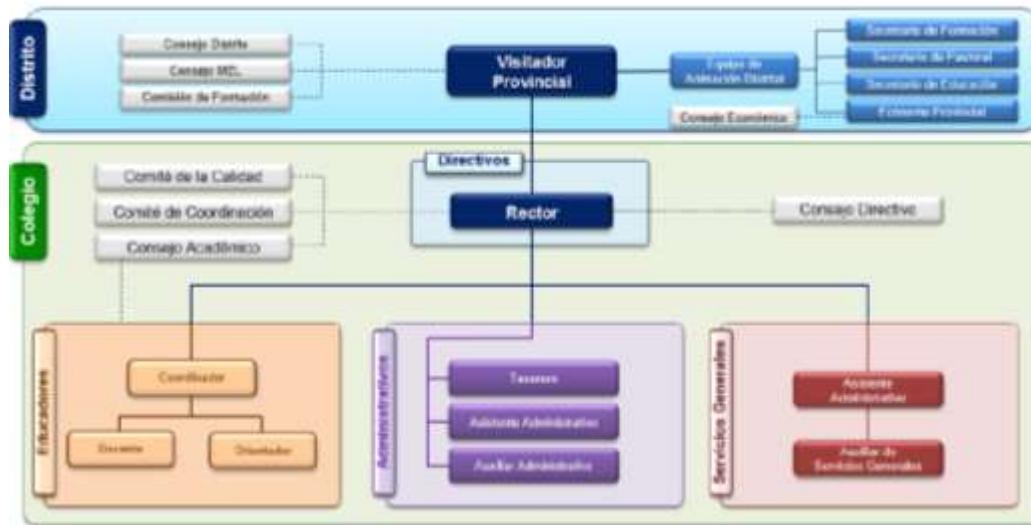 Distrito
Consejo Distrito
Consejo MEL
Comisión de Formación
Visitador
Provincial
Equipo de
Animación Distrital
Consejo Económico
Secretario de Formación
Secretario de Pastoral
Secretario de Educación
Ecónomo Provincial
Colegio
Comité de la Calidad
Comité de Coordinación
Consejo Académico
Directivos
Rector
Consejo Directivo
Educadores
Coordinador
Docente
Orientador
Administrativos
Tesorero
Asistente Administrativo
Auxiliar Administrativo
Servicios Generales
Asistente
Administrativo
Auxiliar de
Servicios Generales